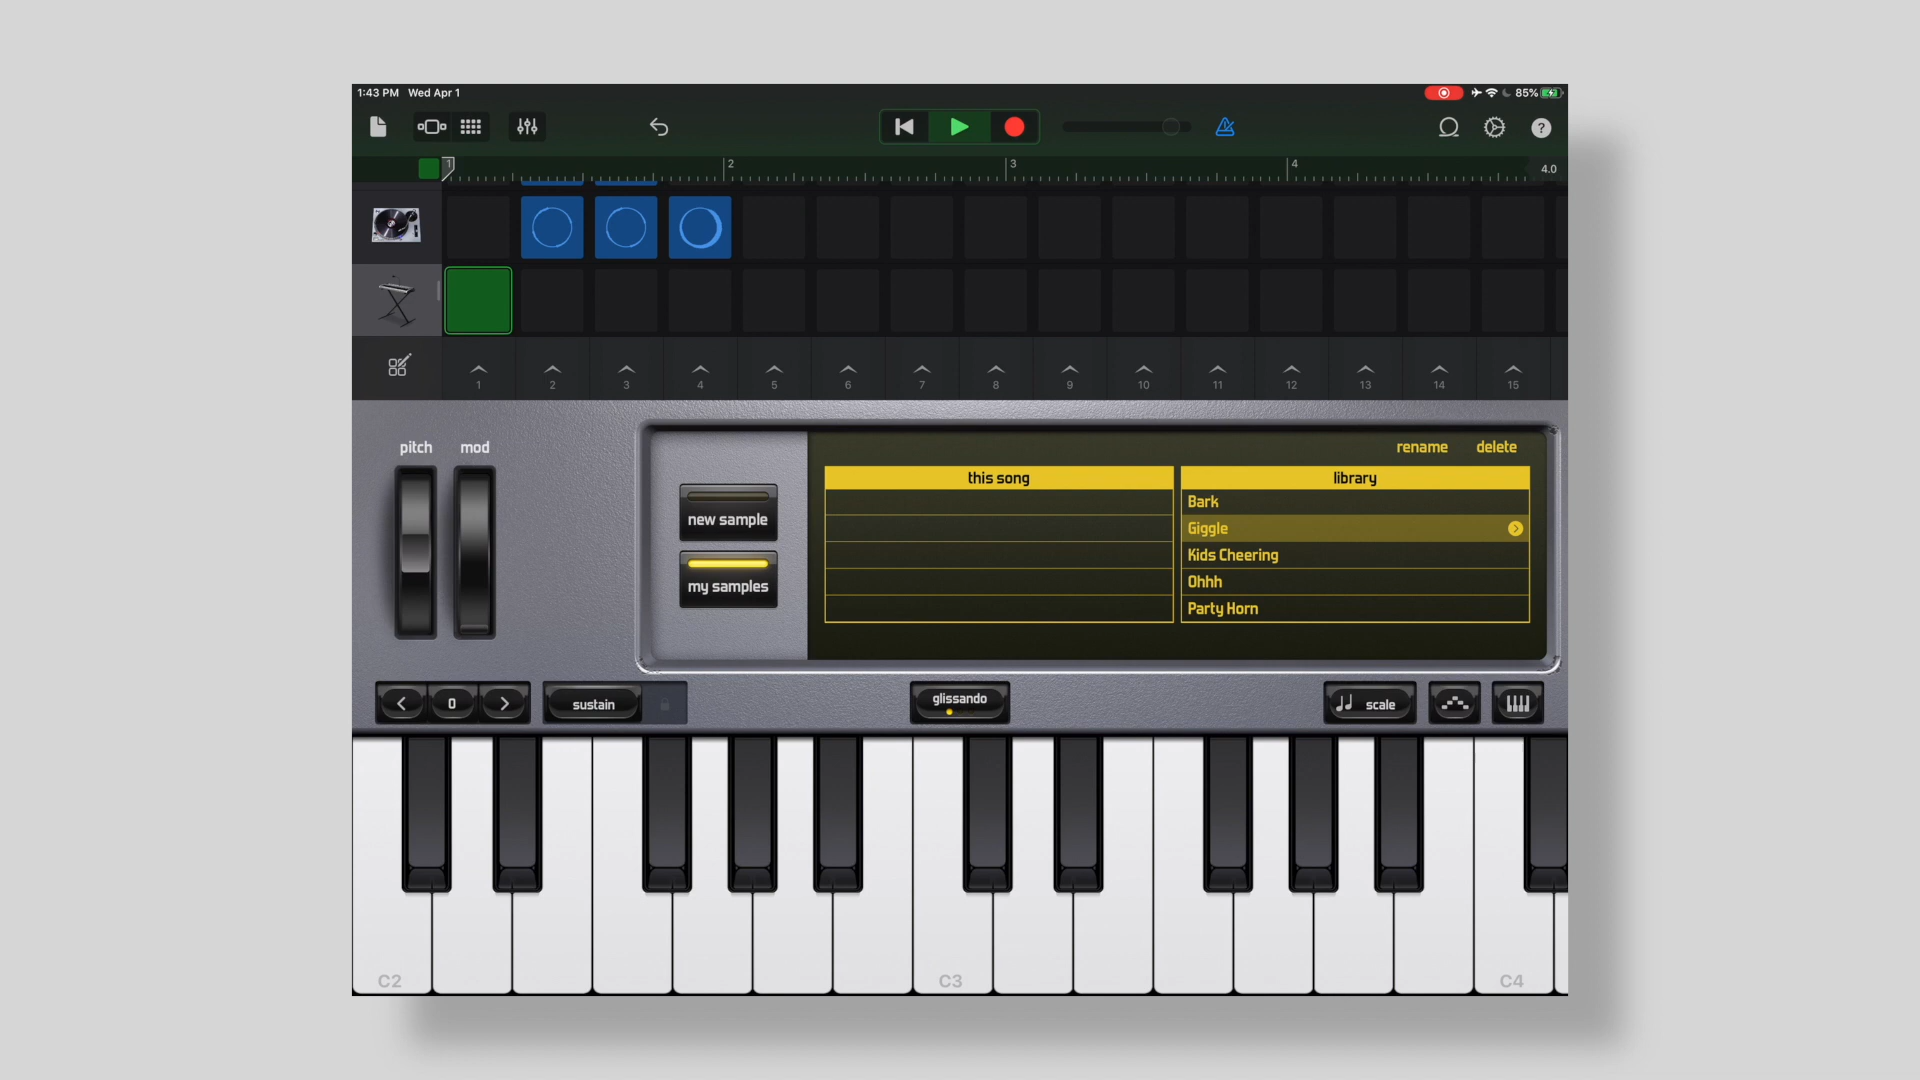 1:43 PM Wed Apr 1
85%
?
1 2 3 4
4.0
1 2 3 4 5 6 7 8 9 10 11 12 13 14 15
pitch mod
rename delete
new sample
my samples
this song
library
Bark
Giggle
Kids Cheering
Ohhh
Party Horn
0
sustain
glissando
scale
C2 C3 C4